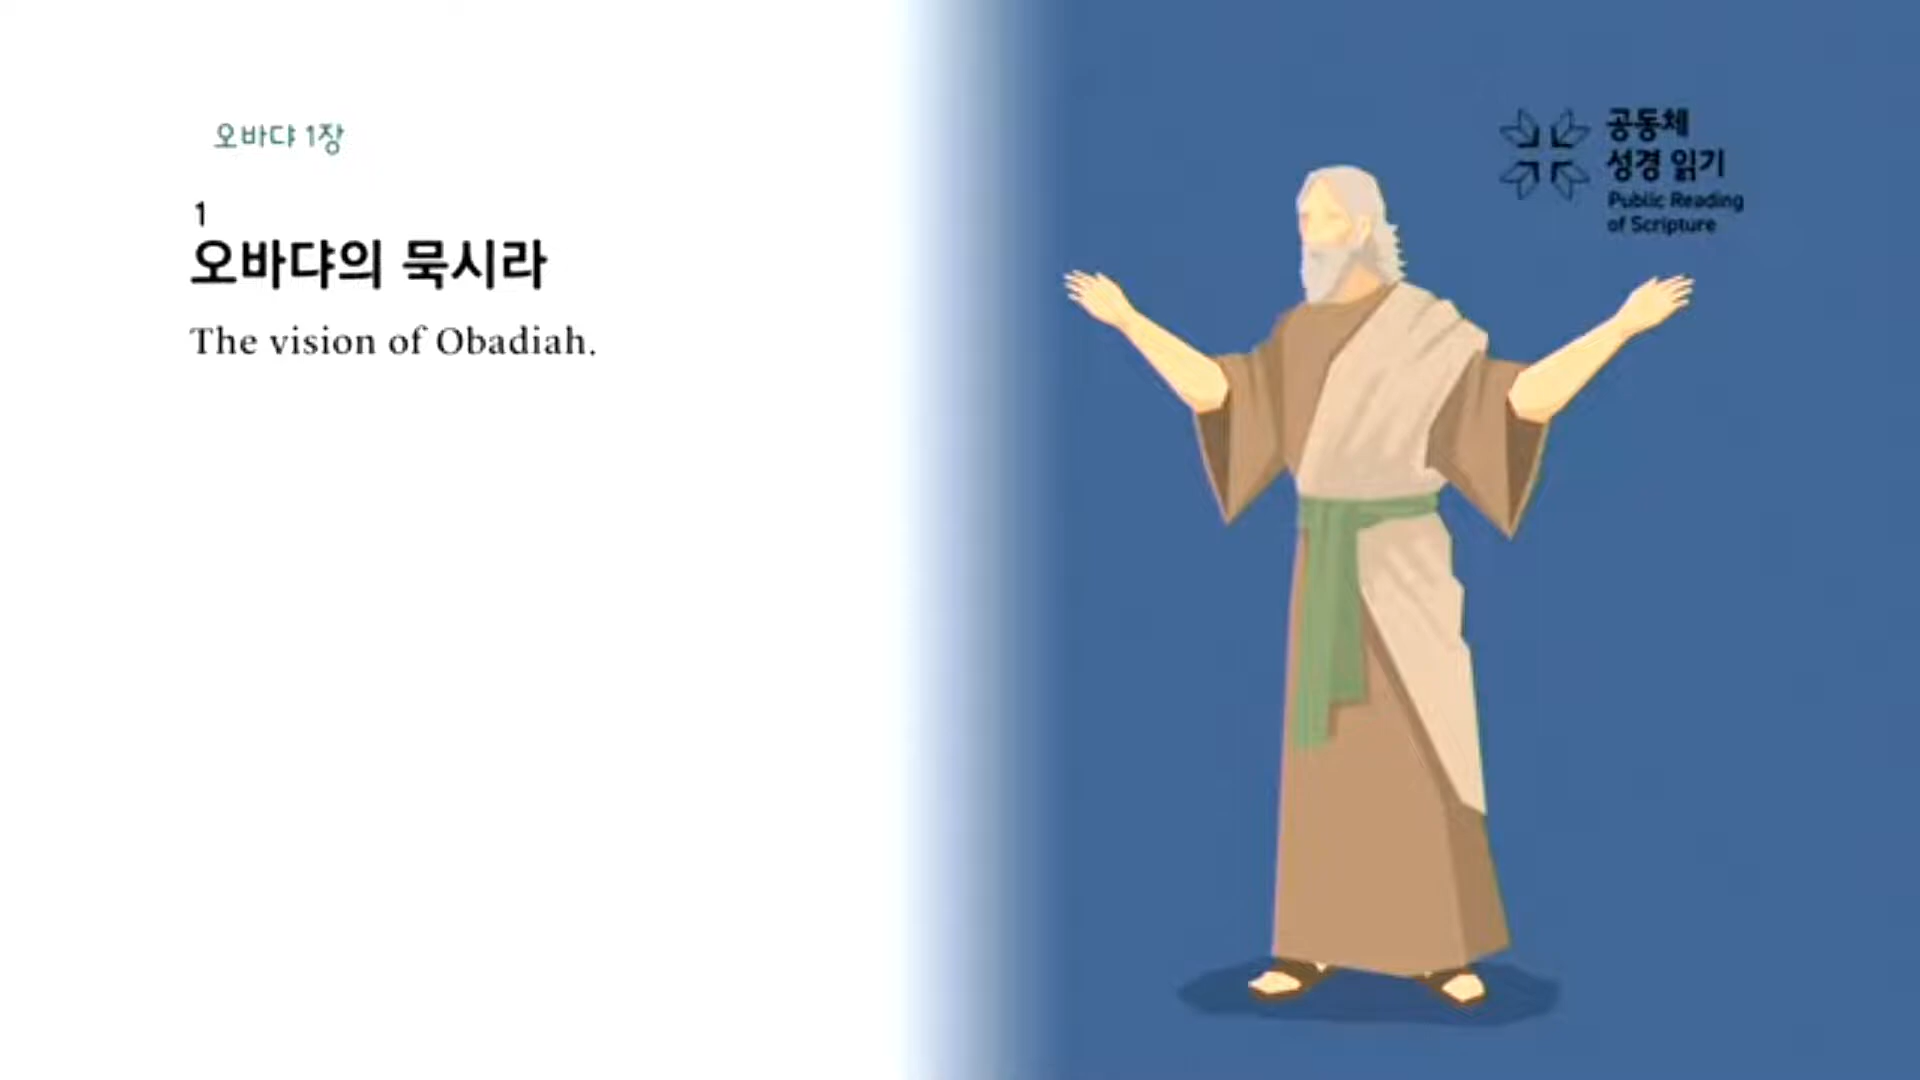 오바댜 1장
1
오바댜의 묵시라
The vision of Obadiah.
공동체
성경 읽기
Public Reading
of Scripture